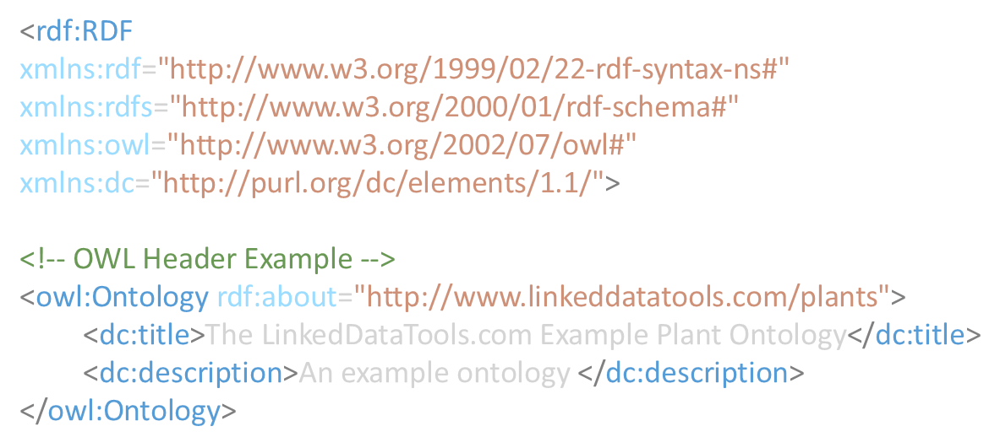 <rdf:RDF
xmlns:rdf="http://www.w3.org/1999/02/22-rdf-syntax-ns#"
xmlns:rdfs="http://www.w3.org/2000/01/rdf-schema#"
xmlns:owl="http://www.w3.org/2002/07/owl#"
xmlns:dc="http://purl.org/dc/elements/1.1/">
<!-- OWL Header Example -->
<owl:Ontology rdf:about="http://www.linkeddatatools.com/plants">
<dc:title>The LinkedDataTools.com Example Plant Ontology</dc:title>
<dc:description>An example ontology </dc:description>
</owl:Ontology>